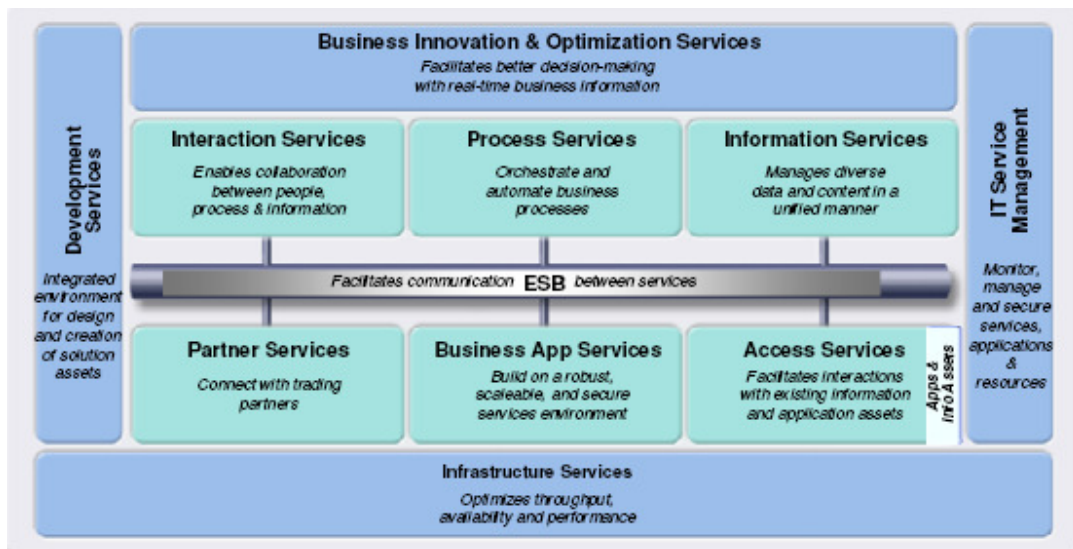 Business Innovation & Optimization Services
Facilitates better decision-making
with real-time business information
Development
Services
Integrated
environment
for design
and creation
of solution
assets
Interaction Services
Enables collaboration
between people,
process & information
Process Services
Orchestrate and
automate business
processes
Information Services
Manages diverse
data and content in a
unified manner
IT Service
Management
Monitor,
manage
and secure
services,
applications
&
resources
Facilitates communication ESB between services
Partner Services
Connect with trading
partners
Business App Services
Build on a robust,
scaleable, and secure
services environment
Access Services
Facilitates interactions
with existing information
and application assets
Apps &
Info Assers
Infrastructure Services
Optimizes throughput,
availability and performance